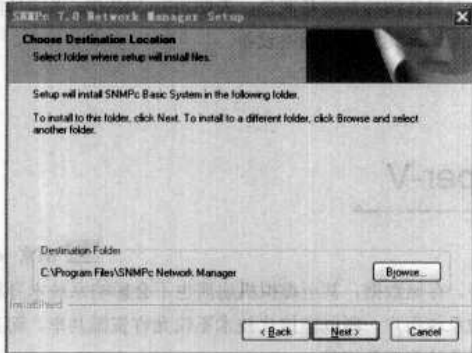 SNMPc 7.0 Network Manager Setup
Choose Destination Location
Select folder where setup will install files.
Setup will install SNMPc Basic System in the following folder.
To install to this folder, click Next. To install to a different folder, click Browse and select
another folder.
Destination Folder
C:\Program Files\SNMPc Network Manager
Browse...
InstallShield
< Back
Next >
Cancel